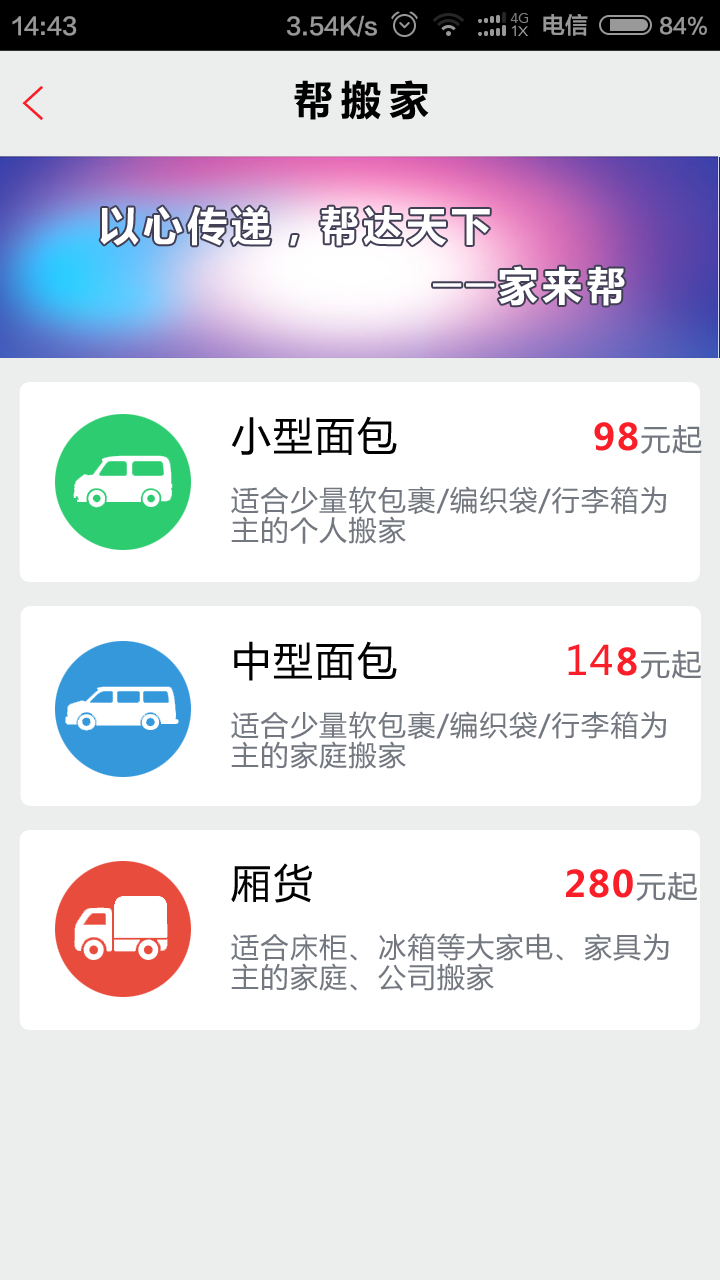 14:43 3.54K/s 4G 1X 电信 84%
帮搬家
以心传递，帮达天下
——家来帮
小型面包 98元起
适合少量软包裹/编织袋/行李箱为
主的个人搬家
中型面包 148元起
适合少量软包裹/编织袋/行李箱为
主的家庭搬家
厢货 280元起
适合床柜、冰箱等大家电、家具为
主的家庭、公司搬家